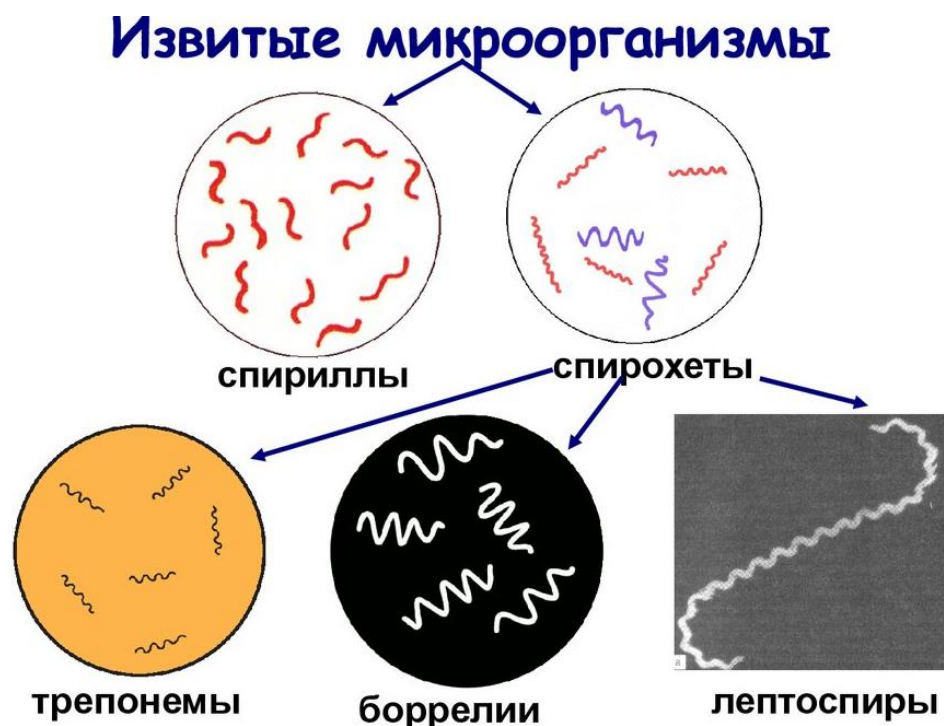 Извитые микроорганизмы
спириллы
спирохеты
трепонемы
боррелии
лептоспиры